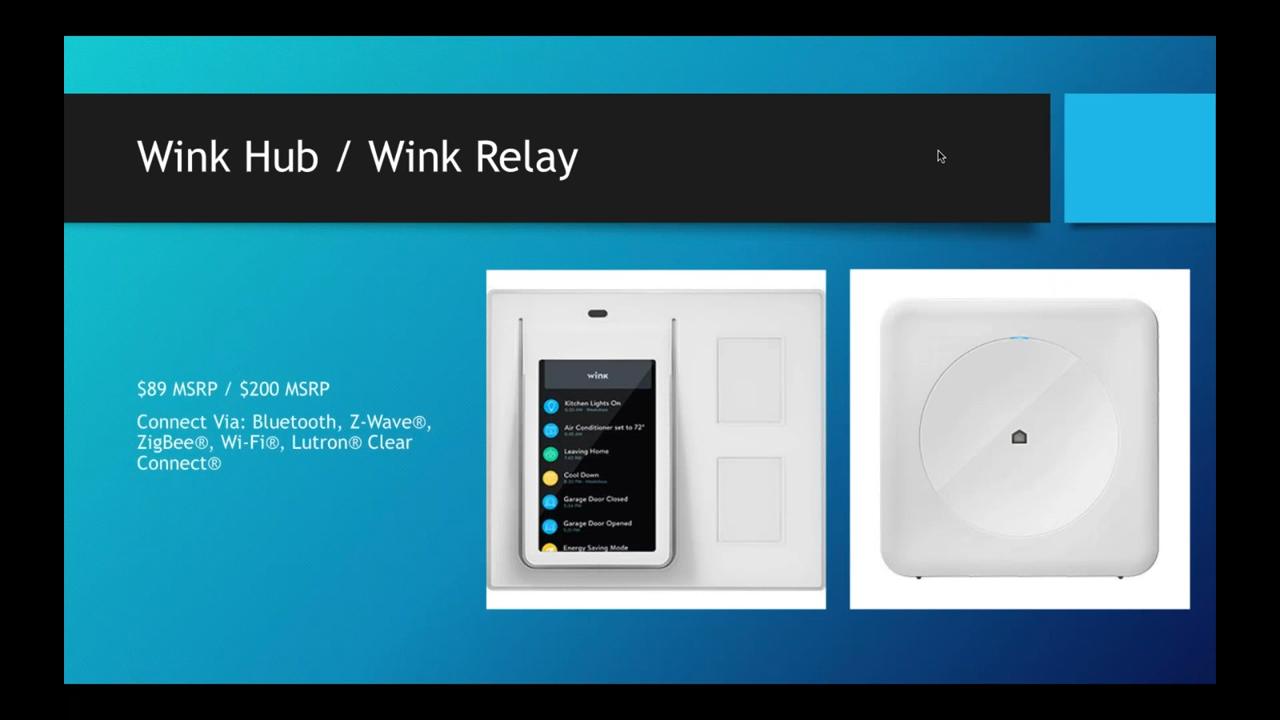 Wink Hub / Wink Relay
$89 MSRP / $200 MSRP
Connect Via: Bluetooth, Z-Wave®,
ZigBee®, Wi-Fi®, Lutron® Clear
Connect®
wink
Kitchen Lights On
Air Conditioner set to 72°
Leaving Home
Cool Down
Garage Door Closed
Garage Door Opened
Energy Saving Mode